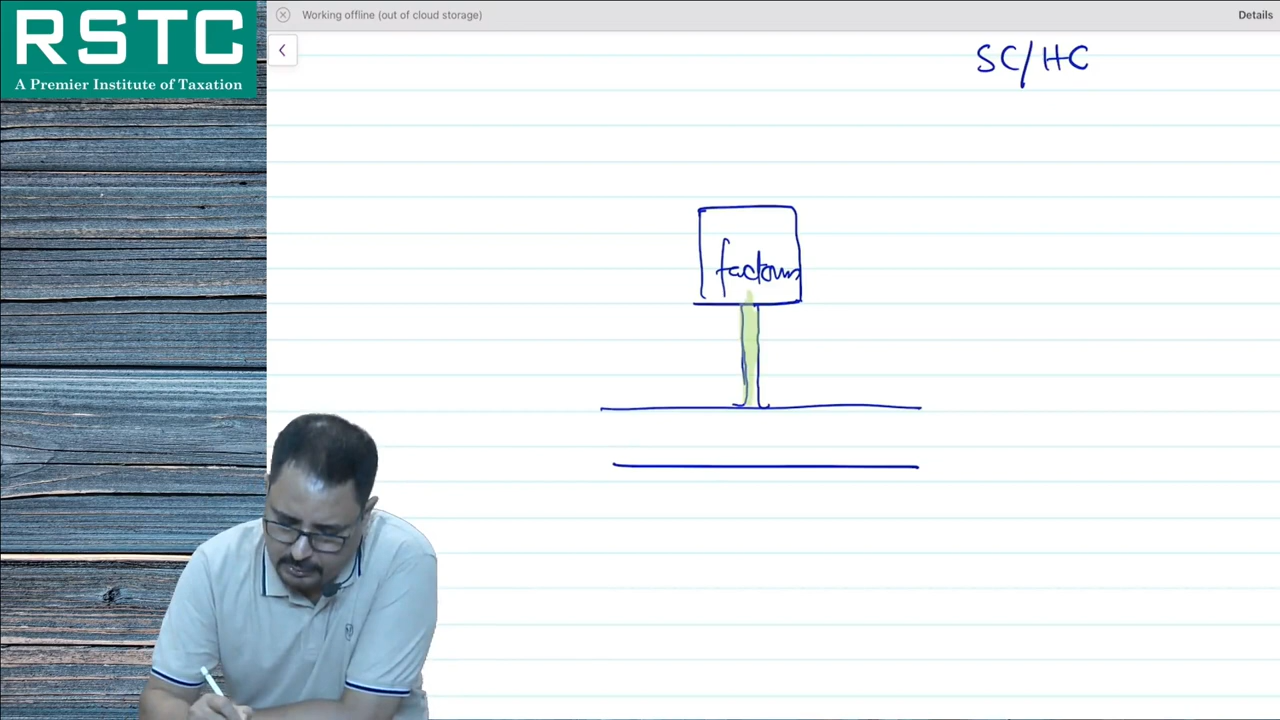 RSTC
A Premier Institute of Taxation
Working offline (out of cloud storage)
Details
SC/HC
factory